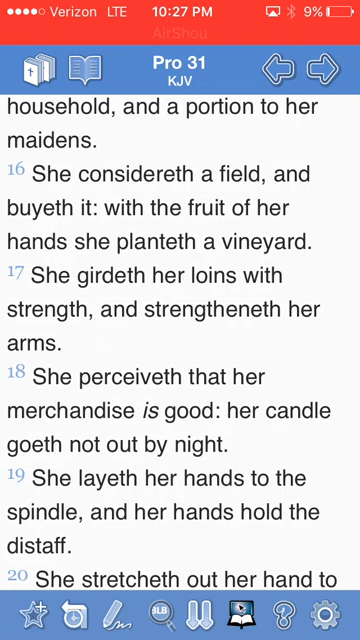 Verizon LTE 10:27 PM 9%
AirShou
Pro 31
KJV
household, and a portion to her
maidens.
16 She considereth a field, and
buyeth it: with the fruit of her
hands she planteth a vineyard.
17 She girdeth her loins with
strength, and strengtheneth her
arms.
18 She perceiveth that her
merchandise is good: her candle
goeth not out by night.
19 She layeth her hands to the
spindle, and her hands hold the
distaff.
20 She stretcheth out her hand to
BLB